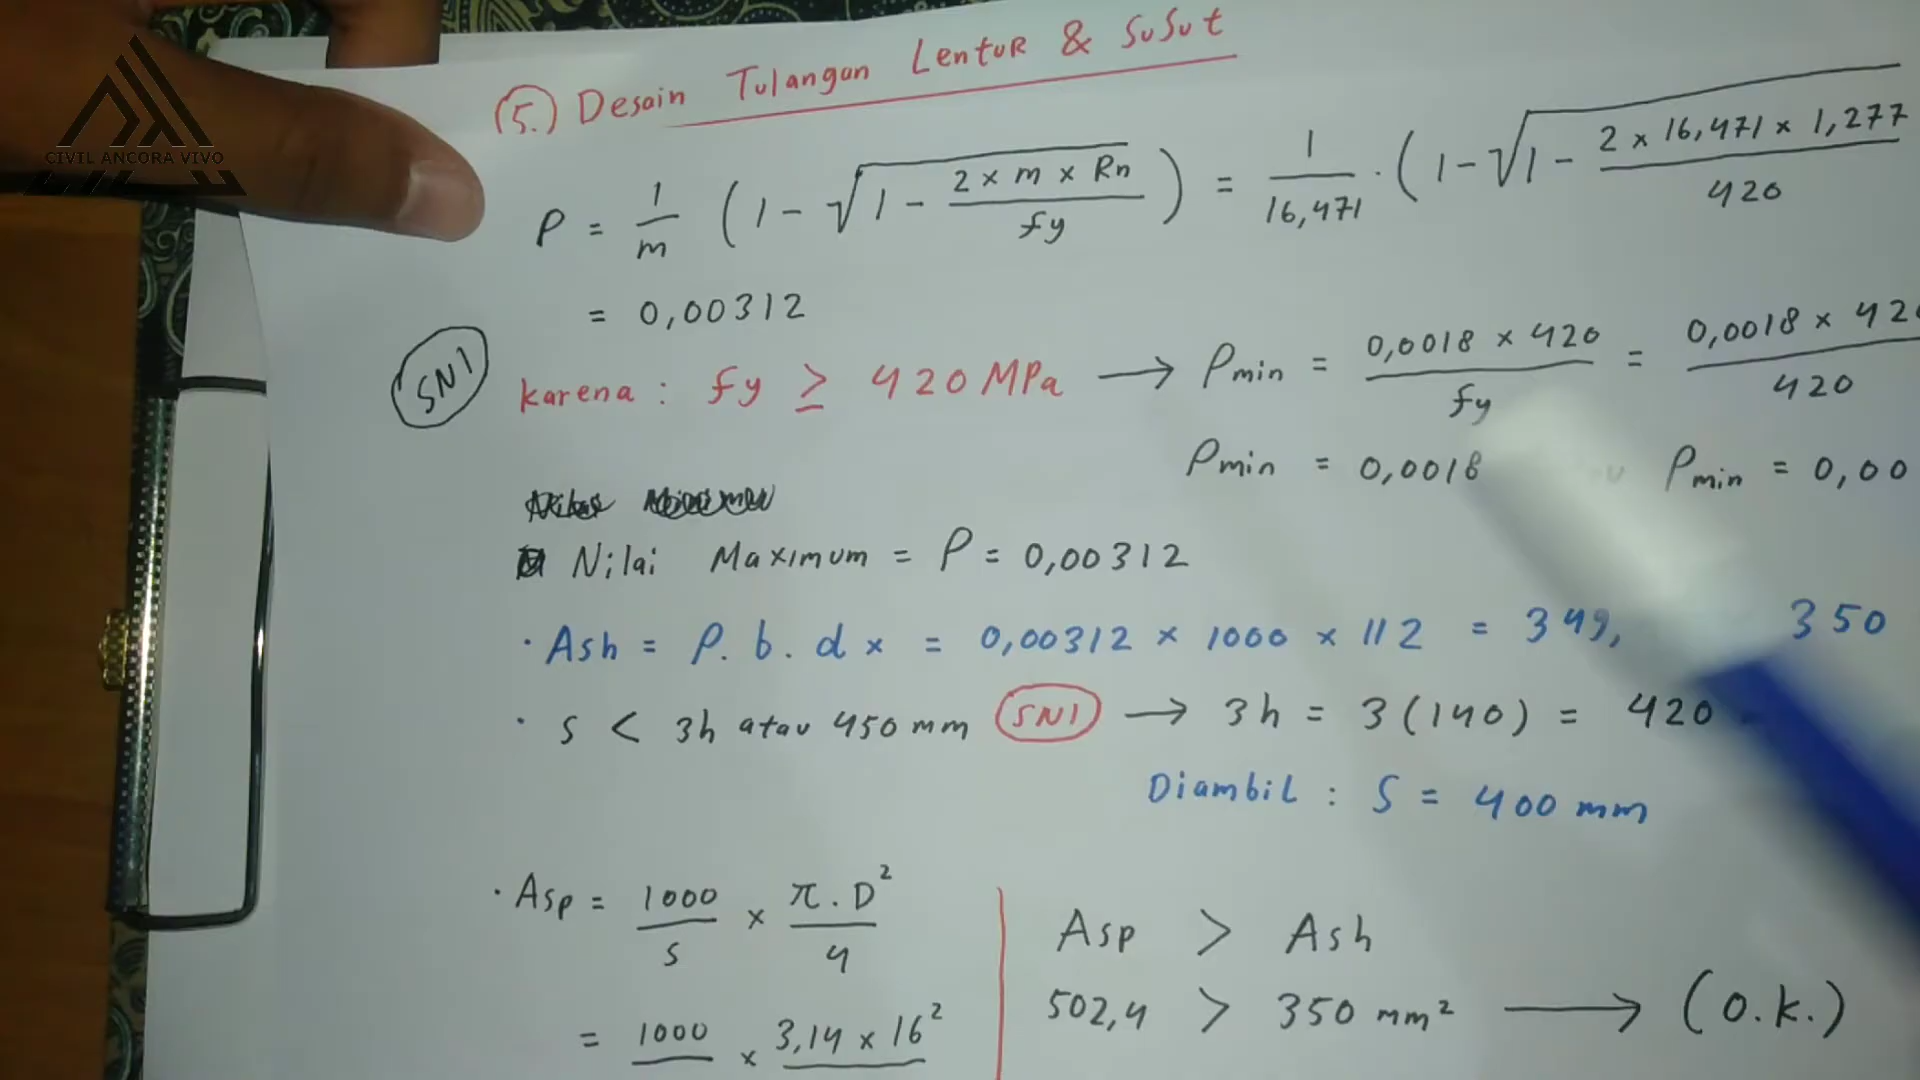 CIVIL ANCORA VIVO
5. Desain Tulangan Lentur & Susut
ρ = 1/m (1 - √(1 - (2 x m x Rn)/fy)) = 1/16,471 . (1 - √(1 - (2 x 16,471 x 1,277)/420
= 0,00312
SNI
karena : fy ≥ 420 MPa → ρmin = (0,0018 x 420)/fy = (0,0018 x 420)/420
ρmin = 0,0018 ρmin = 0,00
Nilai Maximum = ρ = 0,00312
· Ash = ρ. b. dx = 0,00312 x 1000 x 112 = 349, 350
· S < 3h atau 450 mm SNI → 3h = 3(140) = 420
Diambil : S = 400 mm
· Asp = 1000/s x π.D²/4
= 1000 x 3,14 x 16²
Asp > Ash
502,4 > 350 mm² → (O.K.)